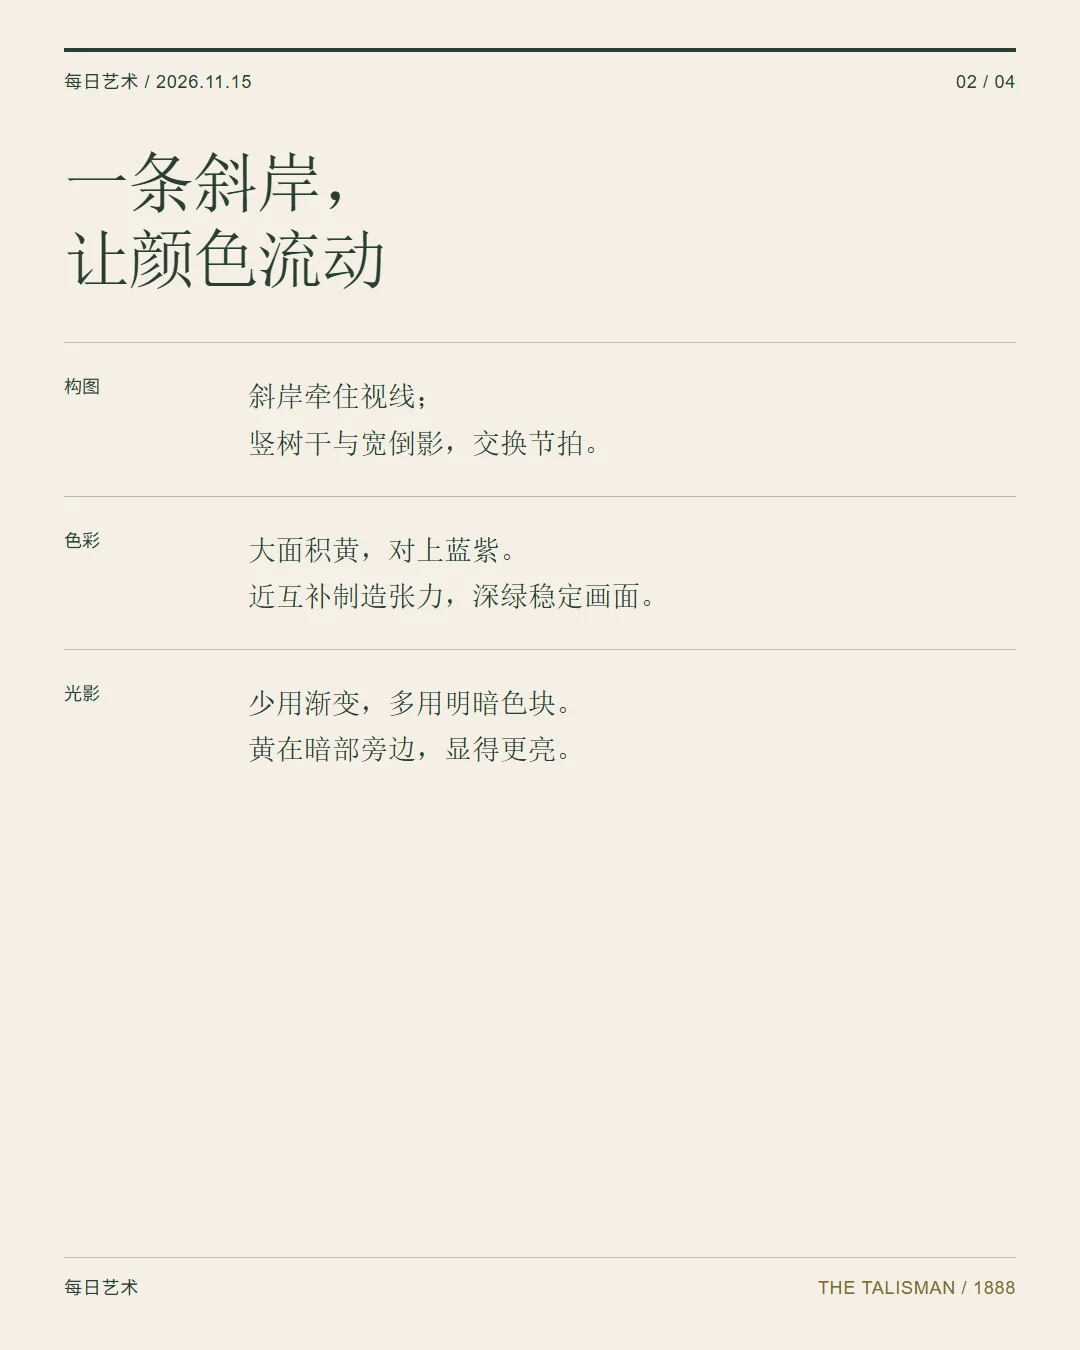 每日艺术 / 2026.11.15
02 / 04
一条斜岸，
让颜色流动
构图
斜岸牵住视线；
竖树干与宽倒影，交换节拍。
色彩
大面积黄，对上蓝紫。
近互补制造张力，深绿稳定画面。
光影
少用渐变，多用明暗色块。
黄在暗部旁边，显得更亮。
每日艺术
THE TALISMAN / 1888